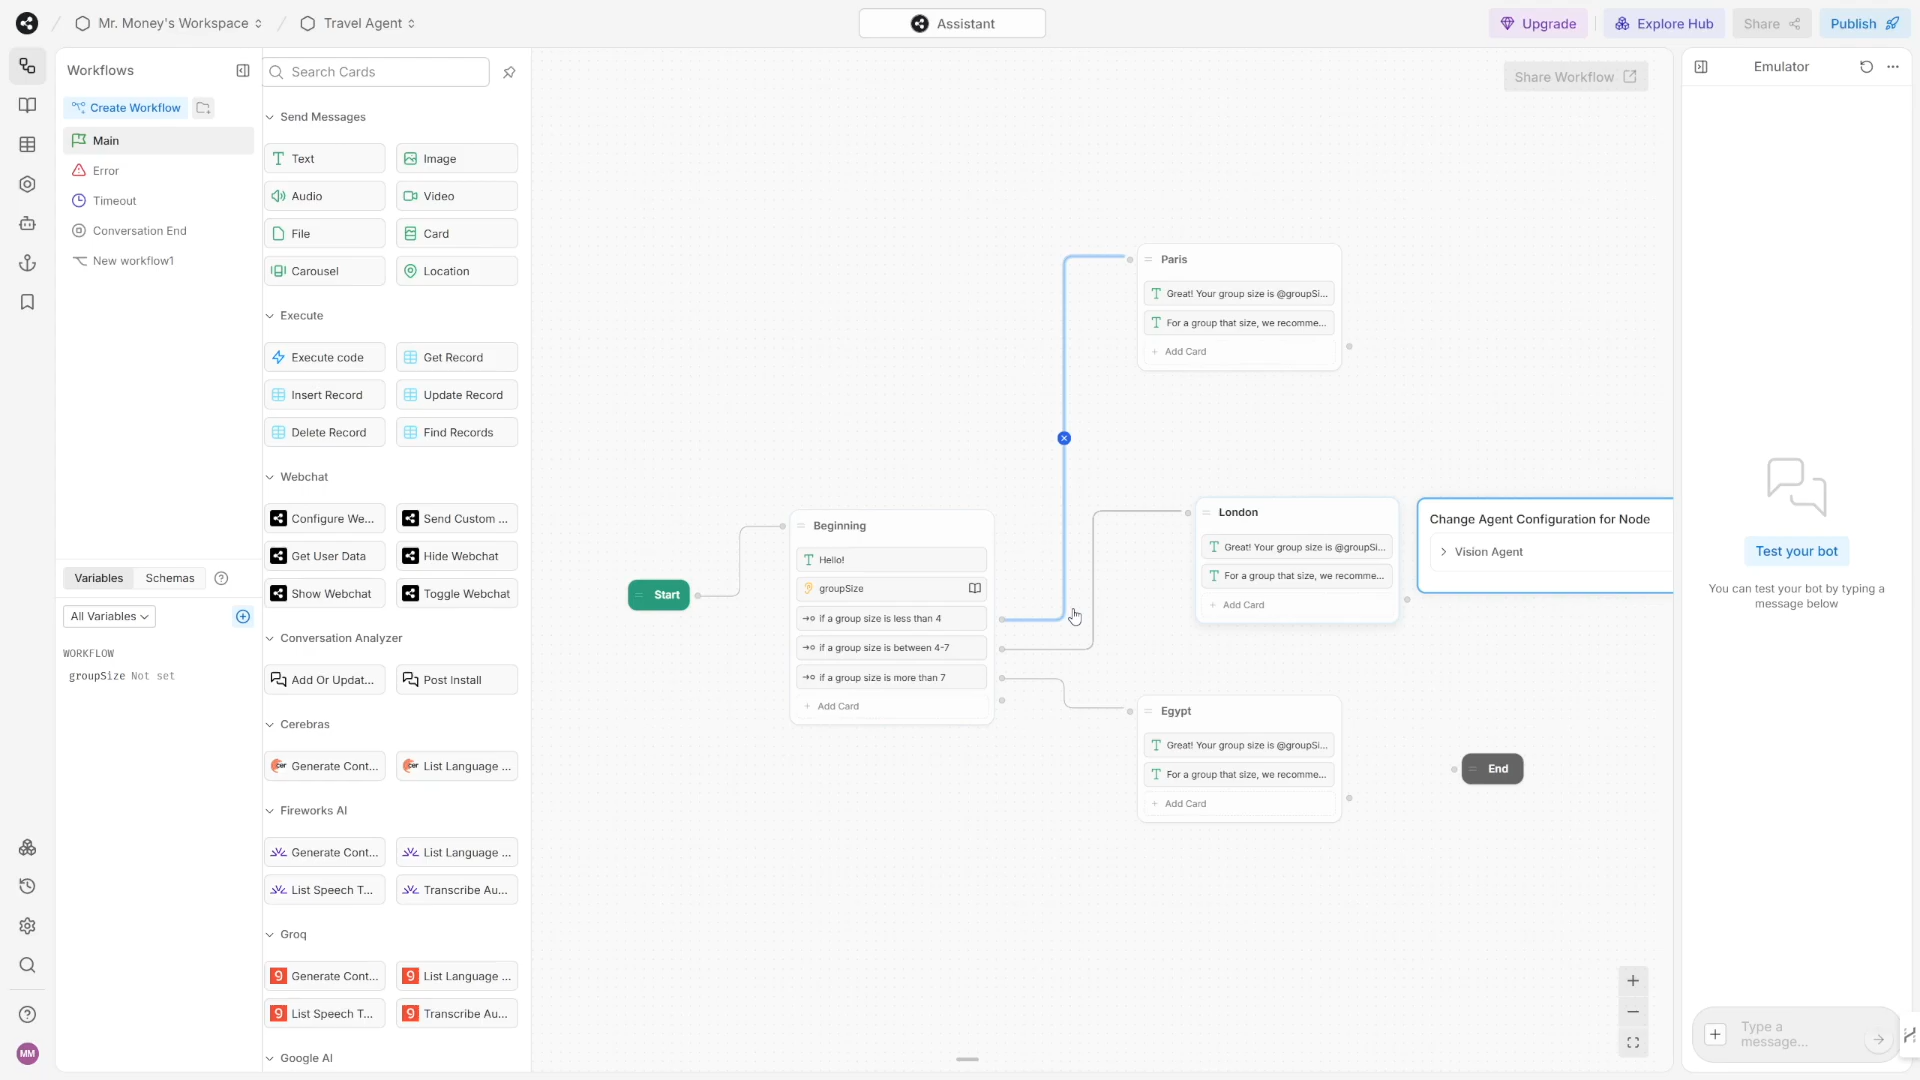 Mr. Money's Workspace
Travel Agent
Assistant
Upgrade
Explore Hub
Share
Publish
Workflows
Create Workflow
Main
Error
Timeout
Conversation End
New workflow1
Variables
Schemas
All Variables
WORKFLOW
groupSize Not set
MM
Search Cards
Send Messages
Text
Image
Audio
Video
File
Card
Carousel
Location
Execute
Execute code
Get Record
Insert Record
Update Record
Delete Record
Find Records
Webchat
Configure We...
Send Custom ...
Get User Data
Hide Webchat
Show Webchat
Toggle Webchat
Conversation Analyzer
Add Or Updat...
Post Install
Cerebras
Generate Cont...
List Language ...
Fireworks AI
Generate Cont...
List Language ...
List Speech T...
Transcribe Au...
Groq
Generate Cont...
List Language ...
List Speech T...
Transcribe Au...
Google AI
Share Workflow
Start
Beginning
Hello!
groupSize
if a group size is less than 4
if a group size is between 4-7
if a group size is more than 7
+ Add Card
Paris
Great! Your group size is @groupSi...
For a group that size, we recomme...
+ Add Card
London
Great! Your group size is @groupSi...
For a group that size, we recomme...
+ Add Card
Change Agent Configuration for Node
Vision Agent
Egypt
Great! Your group size is @groupSi...
For a group that size, we recomme...
+ Add Card
End
Emulator
Test your bot
You can test your bot by typing a
message below
Type a
message...